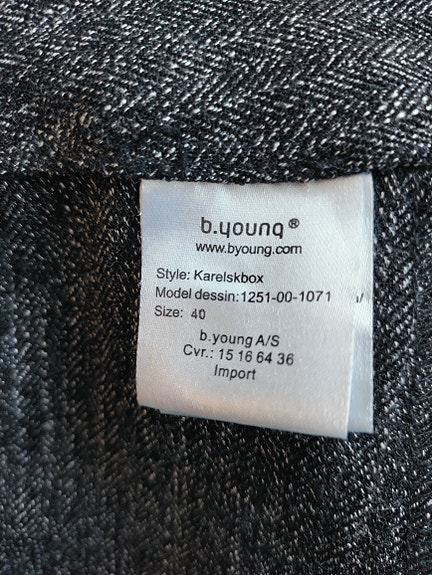 b.young®
www.byoung.com
Style: Karelskbox
Model dessin:1251-00-1071
Size: 40
b.young A/S
Cvr.: 15 16 64 36
Import